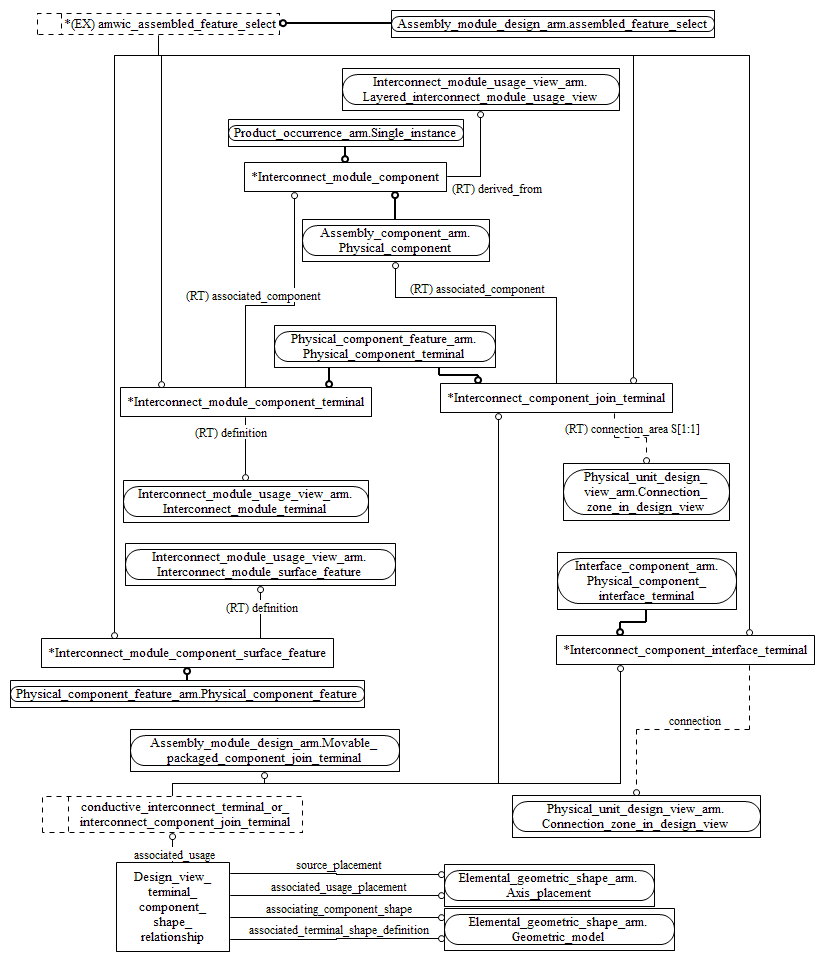 *(EX) amwic_assembled_feature_select
Assembly_module_design_arm.assembled_feature_select
Interconnect_module_usage_view_arm.
Layered_interconnect_module_usage_view
Product_occurrence_arm.Single_instance
*Interconnect_module_component
(RT) derived_from
Assembly_component_arm.
Physical_component
(RT) associated_component
(RT) associated_component
Physical_component_feature_arm.
Physical_component_terminal
*Interconnect_module_component_terminal
*Interconnect_component_join_terminal
(RT) definition
(RT) connection_area S[1:1]
Interconnect_module_usage_view_arm.
Interconnect_module_terminal
Physical_unit_design_
view_arm.Connection_
zone_in_design_view
Interconnect_module_usage_view_arm.
Interconnect_module_surface_feature
Interface_component_arm.
Physical_component_
interface_terminal
(RT) definition
*Interconnect_module_component_surface_feature
*Interconnect_component_interface_terminal
Physical_component_feature_arm.Physical_component_feature
connection
Assembly_module_design_arm.Movable_
packaged_component_join_terminal
conductive_interconnect_terminal_or_
interconnect_component_join_terminal
Physical_unit_design_view_arm.
Connection_zone_in_design_view
associated_usage
Design_view_
terminal_
component_
shape_
relationship
source_placement
associated_usage_placement
associating_component_shape
associated_terminal_shape_definition
Elemental_geometric_shape_arm.
Axis_placement
Elemental_geometric_shape_arm.
Geometric_model